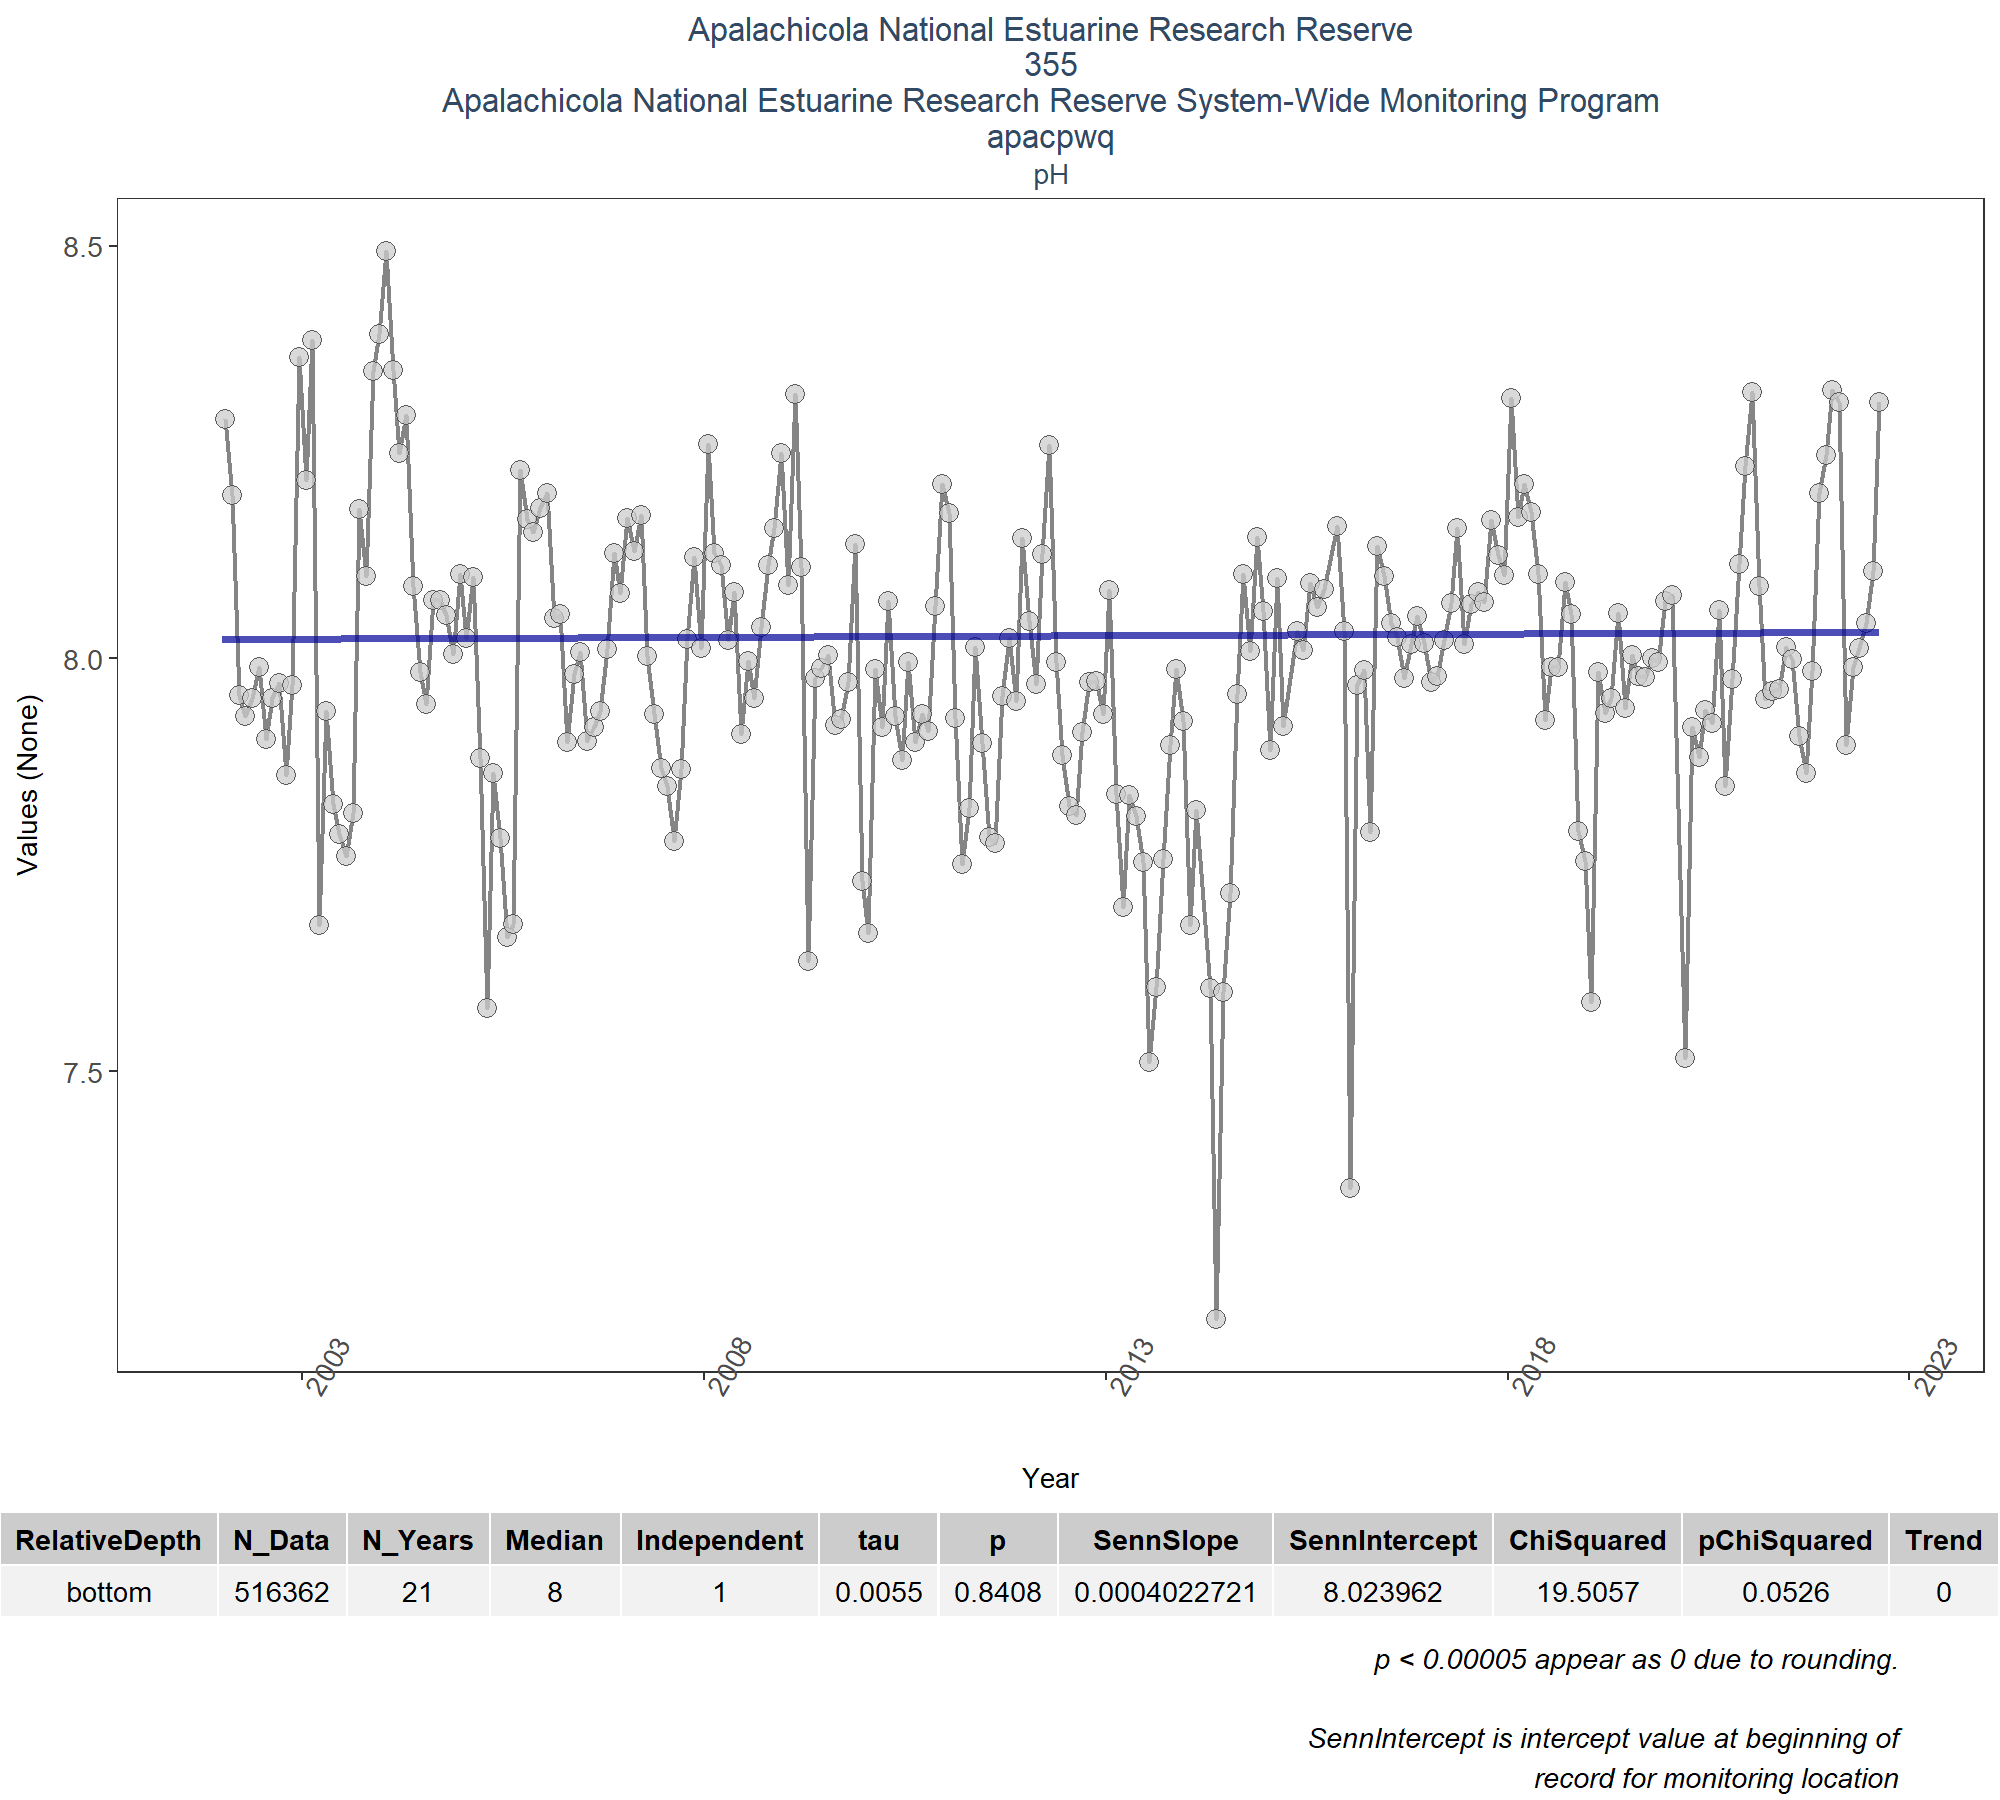 Apalachicola National Estuarine Research Reserve
355
Apalachicola National Estuarine Research Reserve System-Wide Monitoring Program
apacpwq
pH
8.5
8.0
7.5
Values (None)
2003 2008 2013 2018 2023
Year
RelativeDepth N_Data N_Years Median Independent tau p SennSlope SennIntercept ChiSquared pChiSquared Trend
bottom 516362 21 8 1 0.0055 0.8408 0.0004022721 8.023962 19.5057 0.0526 0
p < 0.00005 appear as 0 due to rounding.
SennIntercept is intercept value at beginning of
record for monitoring location